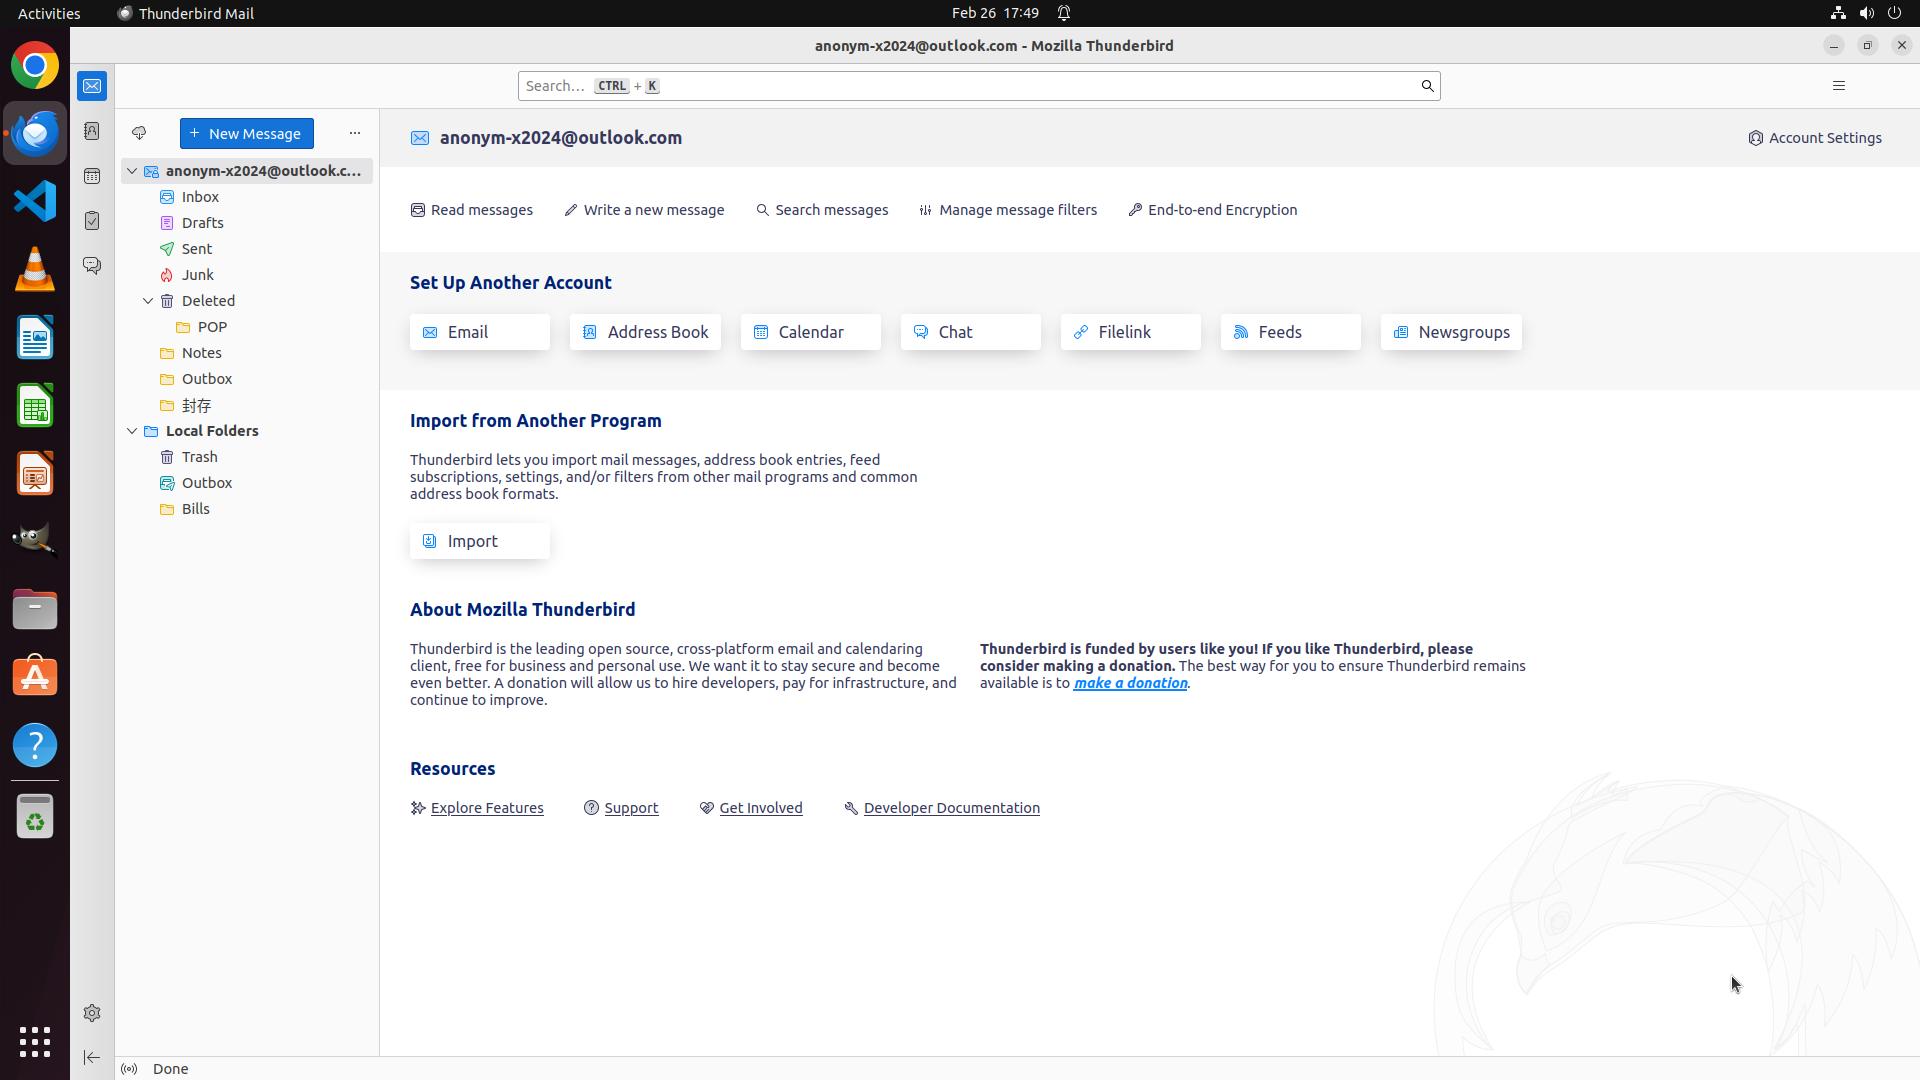 Activities Thunderbird Mail Feb 26 17:49
anonym-x2024@outlook.com - Mozilla Thunderbird
Search... CTRL + K
+ New Message ...
anonym-x2024@outlook.c...
Inbox
Drafts
Sent
Junk
Deleted
POP
Notes
Outbox
封存
Local Folders
Trash
Outbox
Bills
anonym-x2024@outlook.com Account Settings
Read messages Write a new message Search messages Manage message filters End-to-end Encryption
Set Up Another Account
Email Address Book Calendar Chat Filelink Feeds Newsgroups
Import from Another Program
Thunderbird lets you import mail messages, address book entries, feed
subscriptions, settings, and/or filters from other mail programs and common
address book formats.
Import
About Mozilla Thunderbird
Thunderbird is the leading open source, cross-platform email and calendaring
client, free for business and personal use. We want it to stay secure and become
even better. A donation will allow us to hire developers, pay for infrastructure, and
continue to improve.
Thunderbird is funded by users like you! If you like Thunderbird, please
consider making a donation. The best way for you to ensure Thunderbird remains
available is to make a donation.
Resources
Explore Features Support Get Involved Developer Documentation
Done